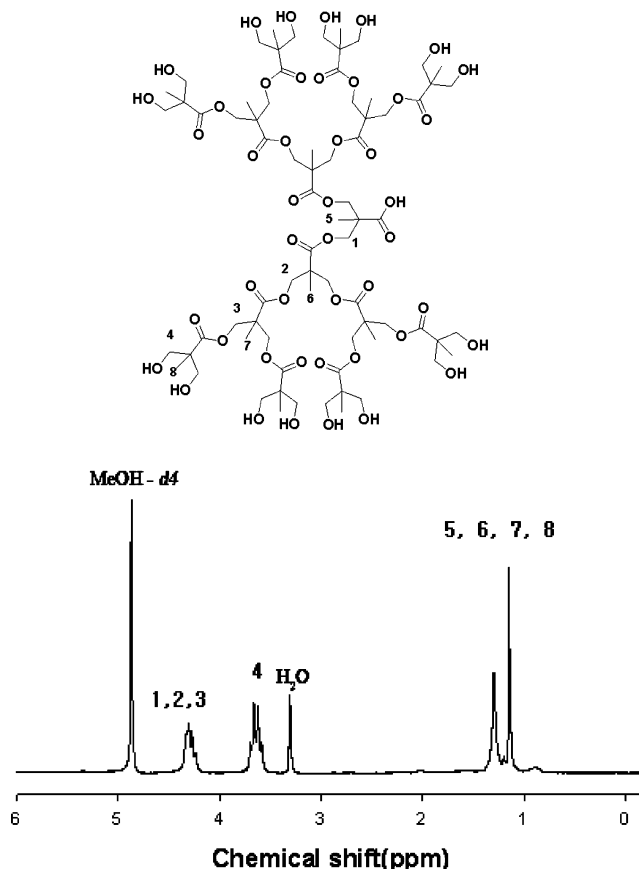 HO HO OH OH
OH
HO
O O O O
HO O O OH
HO
O O
O O
O O
O O OH
5 O
O O 1
2
O O 6 O O O
3
4 O O 7 O OH
O O O O
8 OH
HO
HO HO OH OH
MeOH - d4
5, 6, 7, 8
4 H2O
1,2,3
6 5 4 3 2 1 0
Chemical shift(ppm)